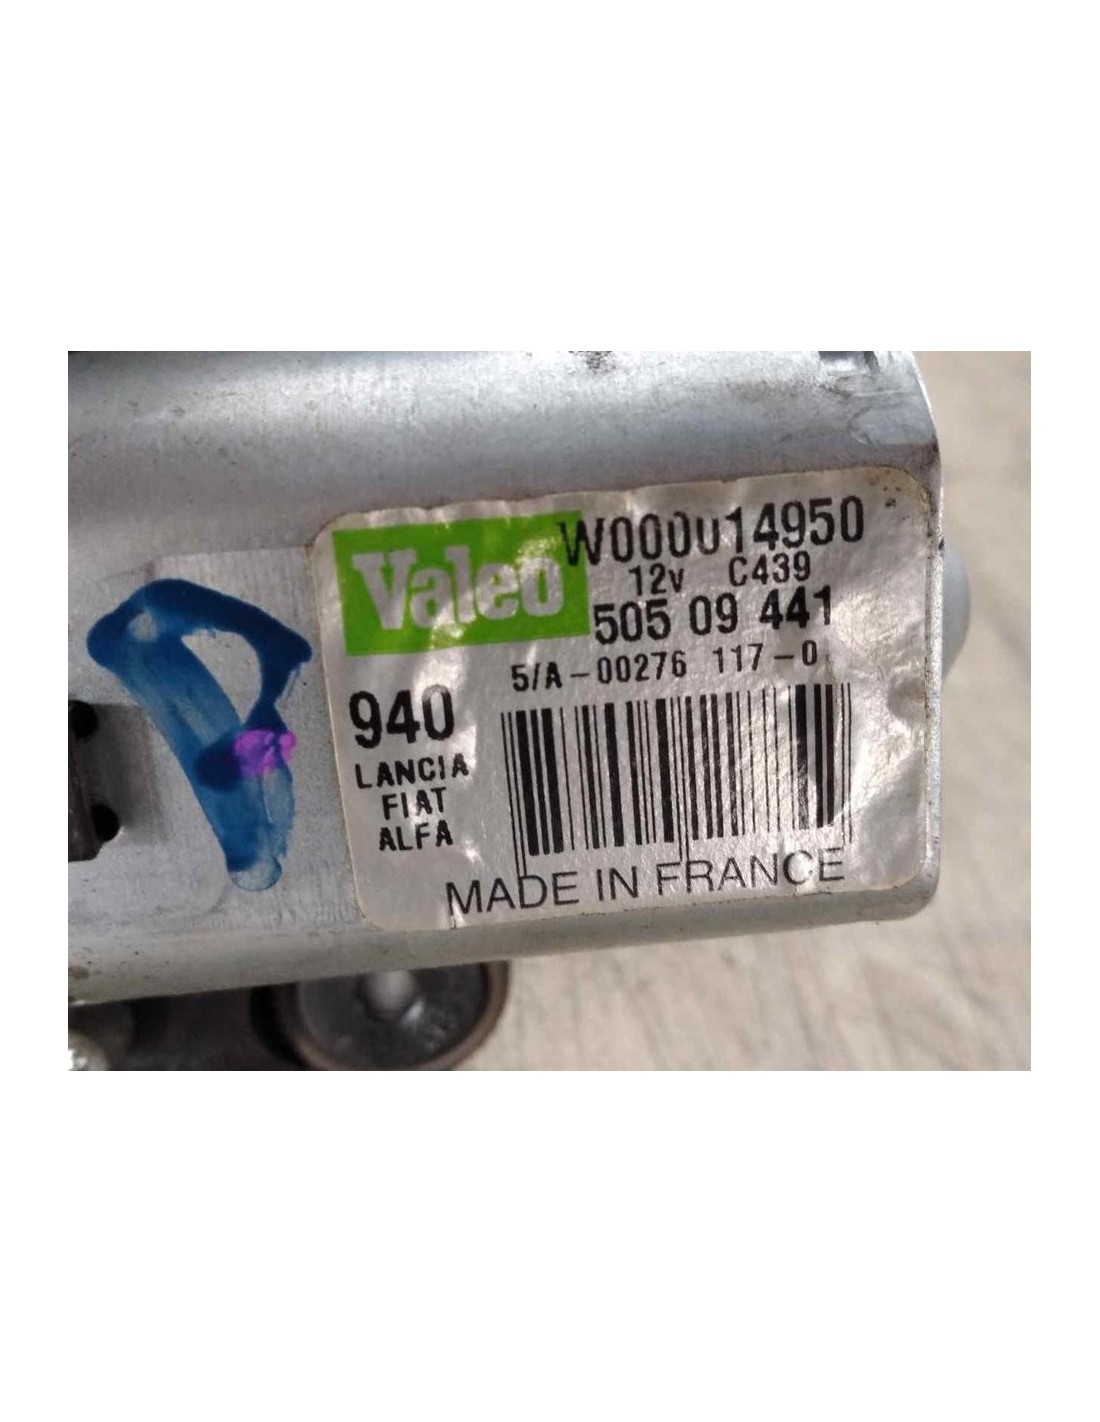 Valeo
W000014950
12v C439
505 09 441
5/A-00276 117-0
940
LANCIA
FIAT
ALFA
MADE IN FRANCE